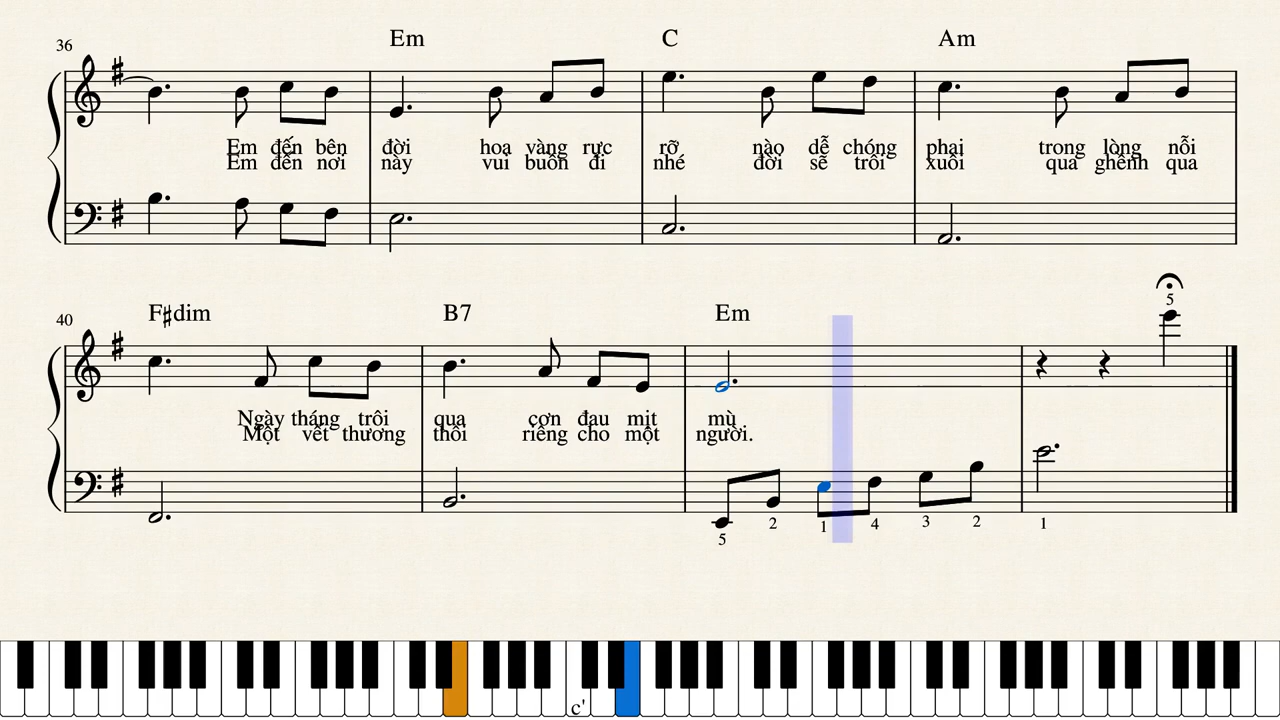 36 Em C Am
Em đến bên đời hoa vàng rực rỡ nào dễ chóng phai trong lòng nỗi
Em đến nơi này vui buồn đi nhé đời sẽ trôi xuôi qua ghềnh qua
5
40 F♯dim B7 Em
Ngày tháng trôi qua cơn đau mịt mù
Một vết thương thôi riêng cho một người.
5 2 1 4 3 2 1
c'